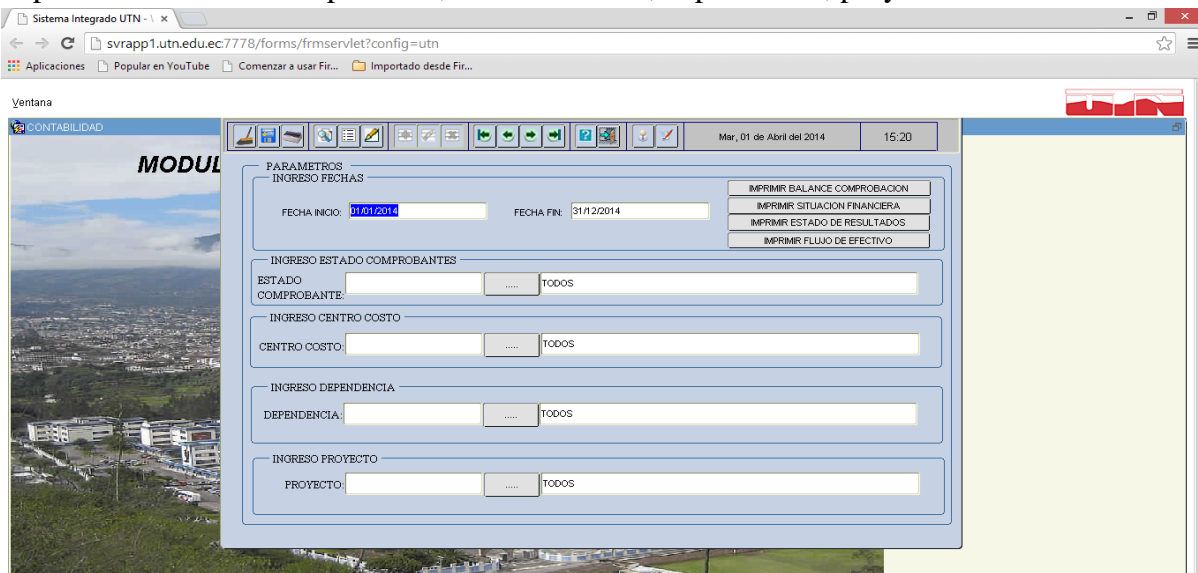 Sistema Integrado UTN - \
svrapp1.utn.edu.ec:7778/forms/frmservlet?config=utn
Aplicaciones Popular en YouTube Comenzar a usar Fir... Importado desde Fir...
Ventana
UTN
CONTABILIDAD
Mar, 01 de Abril del 2014 15:20
MODUL
PARAMETROS
INGRESO FECHAS
IMPRIMIR BALANCE COMPROBACION
FECHA INICIO: 01/01/2014 FECHA FIN: 31/12/2014
IMPRIMIR SITUACION FINANCIERA
IMPRIMIR ESTADO DE RESULTADOS
IMPRIMIR FLUJO DE EFECTIVO
INGRESO ESTADO COMPROBANTES
ESTADO
COMPROBANTE: ..... TODOS
INGRESO CENTRO COSTO
CENTRO COSTO: ..... TODOS
INGRESO DEPENDENCIA
DEPENDENCIA: ..... TODOS
INGRESO PROYECTO
PROYECTO: ..... TODOS